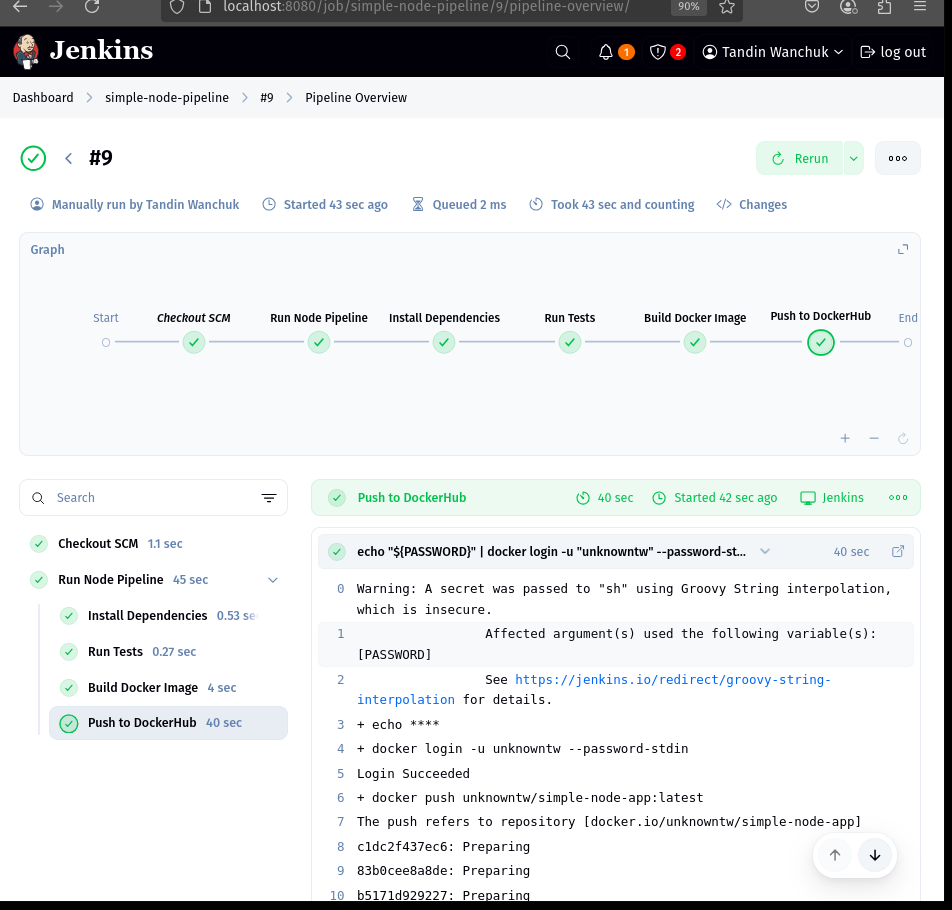 localhost:8080/job/simple-node-pipeline/9/pipeline-overview/
90%
Jenkins
1
2
Tandin Wanchuk
log out
Dashboard
simple-node-pipeline
#9
Pipeline Overview
#9
Rerun
Manually run by Tandin Wanchuk
Started 43 sec ago
Queued 2 ms
Took 43 sec and counting
Changes
Graph
Start
Checkout SCM
Run Node Pipeline
Install Dependencies
Run Tests
Build Docker Image
Push to DockerHub
End
Search
Checkout SCM 1.1 sec
Run Node Pipeline 45 sec
Install Dependencies 0.53 se
Run Tests 0.27 sec
Build Docker Image 4 sec
Push to DockerHub 40 sec
Push to DockerHub
40 sec
Started 42 sec ago
Jenkins
echo "${PASSWORD}" | docker login -u "unknowntw" --password-st...
40 sec
0 Warning: A secret was passed to "sh" using Groovy String interpolation,
which is insecure.
1 Affected argument(s) used the following variable(s):
[PASSWORD]
2 See https://jenkins.io/redirect/groovy-string-
interpolation for details.
3 + echo ****
4 + docker login -u unknowntw --password-stdin
5 Login Succeeded
6 + docker push unknowntw/simple-node-app:latest
7 The push refers to repository [docker.io/unknowntw/simple-node-app]
8 c1dc2f437ec6: Preparing
9 83b0cee8a8de: Preparing
10 b5171d929227: Preparing